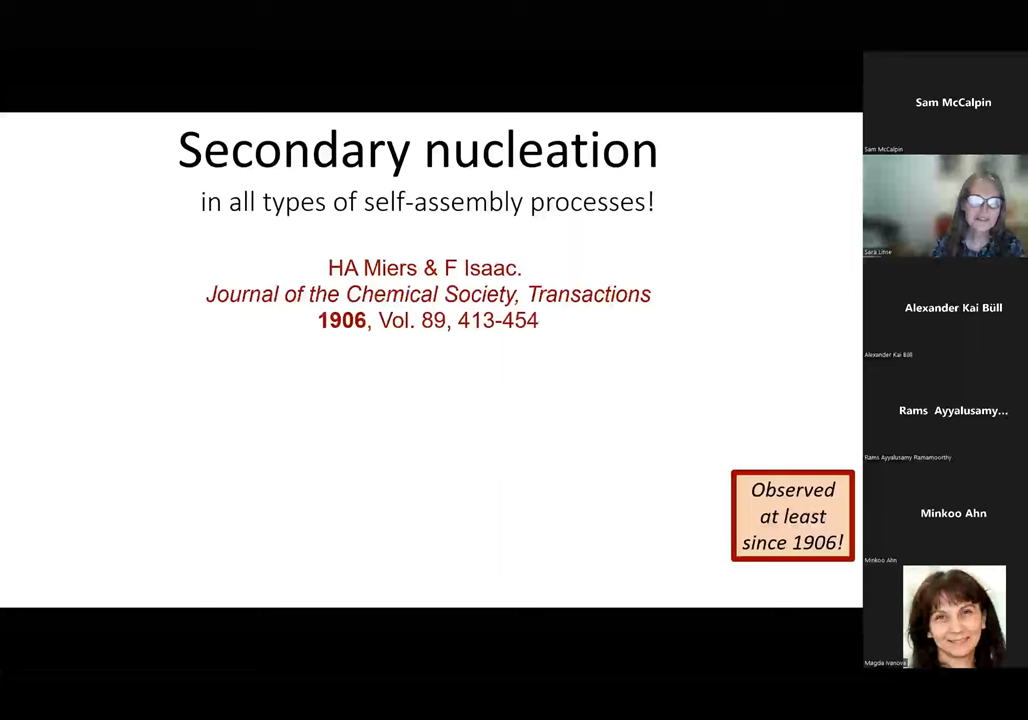 Secondary nucleation
in all types of self-assembly processes!
HA Miers & F Isaac.
Journal of the Chemical Society, Transactions
1906, Vol. 89, 413-454
Observed
at least
since 1906!
Sam McCalpin
Sam McCalpin
Sara Linse
Alexander Kai Büll
Alexander Kai Büll
Rams Ayyalusamy...
Rams Ayyalusamy Ramamoorthy
Minkoo Ahn
Minkoo Ahn
Magda Ivanova